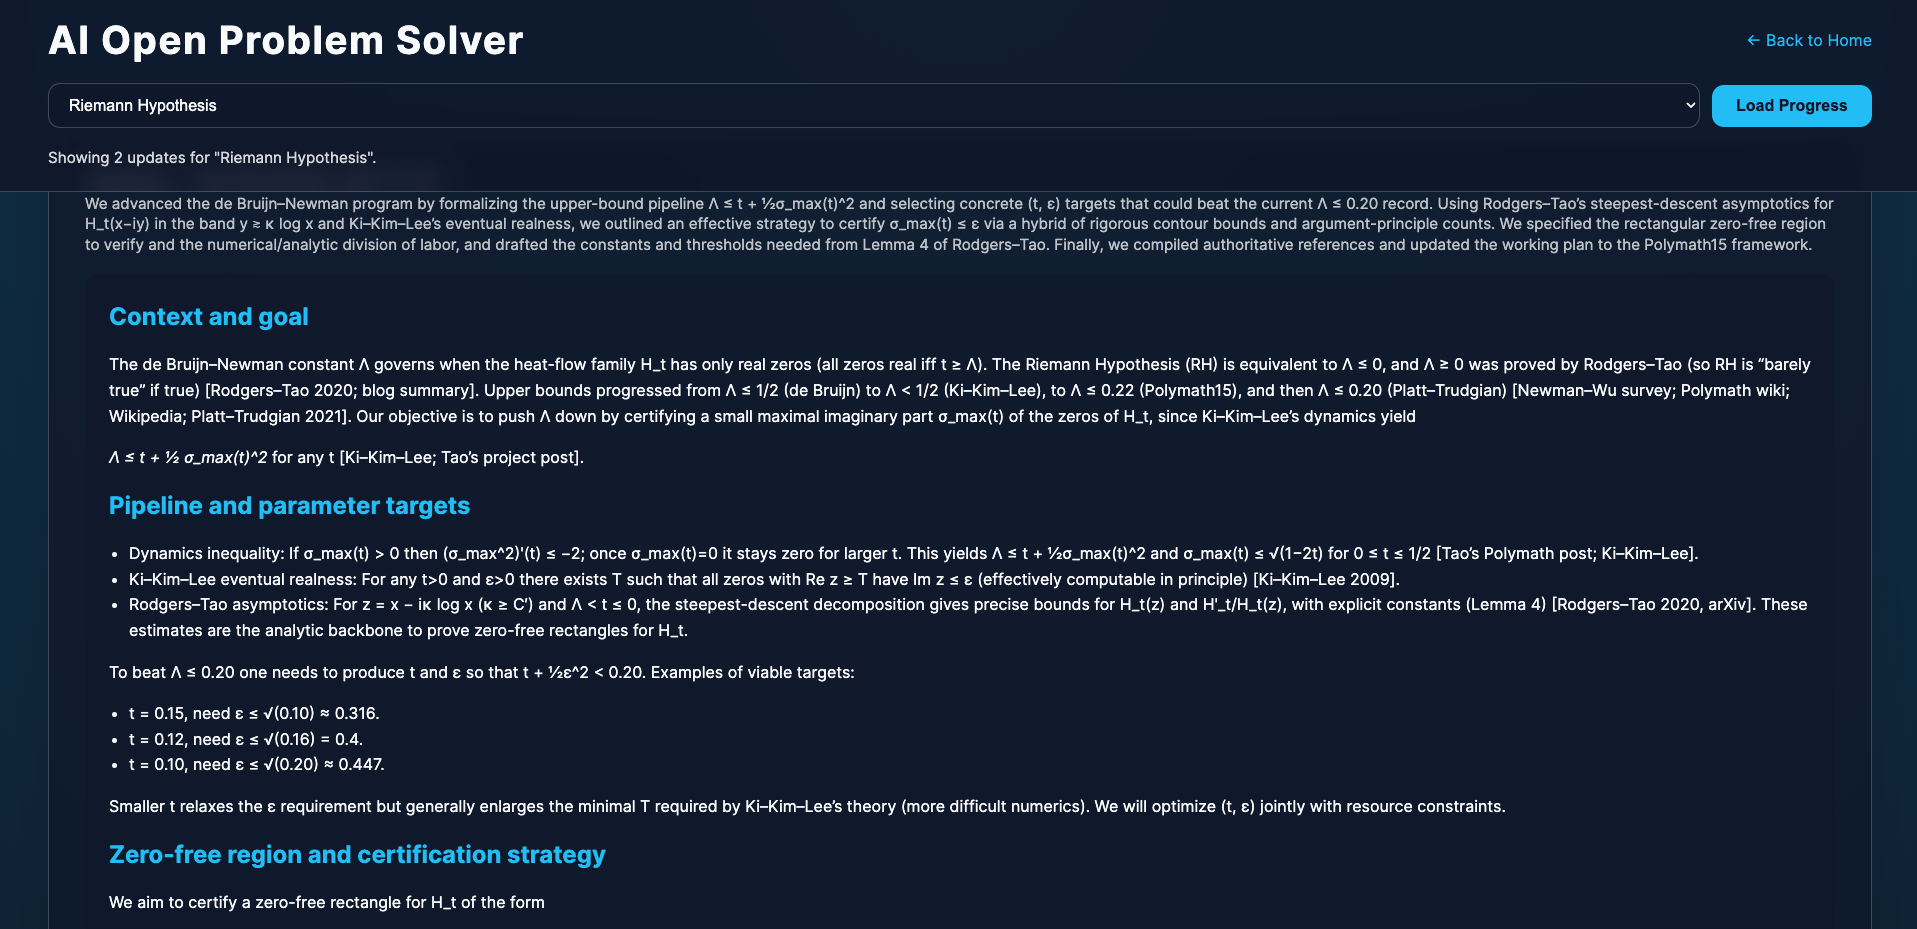 AI Open Problem Solver
← Back to Home
Riemann Hypothesis
Load Progress
Showing 2 updates for "Riemann Hypothesis".
We advanced the de Bruijn–Newman program by formalizing the upper-bound pipeline Λ ≤ t + ½σ_max(t)^2 and selecting concrete (t, ε) targets that could beat the current Λ ≤ 0.20 record. Using Rodgers–Tao’s steepest-descent asymptotics for
H_t(x−iy) in the band y ≍ κ log x and Ki–Kim–Lee’s eventual realness, we outlined an effective strategy to certify σ_max(t) ≤ ε via a hybrid of rigorous contour bounds and argument-principle counts. We specified the rectangular zero-free region
to verify and the numerical/analytic division of labor, and drafted the constants and thresholds needed from Lemma 4 of Rodgers–Tao. Finally, we compiled authoritative references and updated the working plan to the Polymath15 framework.
Context and goal
The de Bruijn–Newman constant Λ governs when the heat-flow family H_t has only real zeros (all zeros real iff t ≥ Λ). The Riemann Hypothesis (RH) is equivalent to Λ ≤ 0, and Λ ≥ 0 was proved by Rodgers–Tao (so RH is “barely
true” if true) [Rodgers–Tao 2020; blog summary]. Upper bounds progressed from Λ ≤ 1/2 (de Bruijn) to Λ < 1/2 (Ki–Kim–Lee), to Λ ≤ 0.22 (Polymath15), and then Λ ≤ 0.20 (Platt–Trudgian) [Newman–Wu survey; Polymath wiki;
Wikipedia; Platt–Trudgian 2021]. Our objective is to push Λ down by certifying a small maximal imaginary part σ_max(t) of the zeros of H_t, since Ki–Kim–Lee’s dynamics yield
Λ ≤ t + ½ σ_max(t)^2 for any t [Ki–Kim–Lee; Tao’s project post].
Pipeline and parameter targets
• Dynamics inequality: If σ_max(t) > 0 then (σ_max^2)'(t) ≤ −2; once σ_max(t)=0 it stays zero for larger t. This yields Λ ≤ t + ½σ_max(t)^2 and σ_max(t) ≤ √(1−2t) for 0 ≤ t ≤ 1/2 [Tao’s Polymath post; Ki–Kim–Lee].
• Ki–Kim–Lee eventual realness: For any t>0 and ε>0 there exists T such that all zeros with Re z ≥ T have Im z ≤ ε (effectively computable in principle) [Ki–Kim–Lee 2009].
• Rodgers–Tao asymptotics: For z = x − iκ log x (κ ≥ C′) and Λ < t ≤ 0, the steepest-descent decomposition gives precise bounds for H_t(z) and H'_t/H_t(z), with explicit constants (Lemma 4) [Rodgers–Tao 2020, arXiv]. These
estimates are the analytic backbone to prove zero-free rectangles for H_t.
To beat Λ ≤ 0.20 one needs to produce t and ε so that t + ½ε^2 < 0.20. Examples of viable targets:
• t = 0.15, need ε ≤ √(0.10) ≈ 0.316.
• t = 0.12, need ε ≤ √(0.16) = 0.4.
• t = 0.10, need ε ≤ √(0.20) ≈ 0.447.
Smaller t relaxes the ε requirement but generally enlarges the minimal T required by Ki–Kim–Lee’s theory (more difficult numerics). We will optimize (t, ε) jointly with resource constraints.
Zero-free region and certification strategy
We aim to certify a zero-free rectangle for H_t of the form